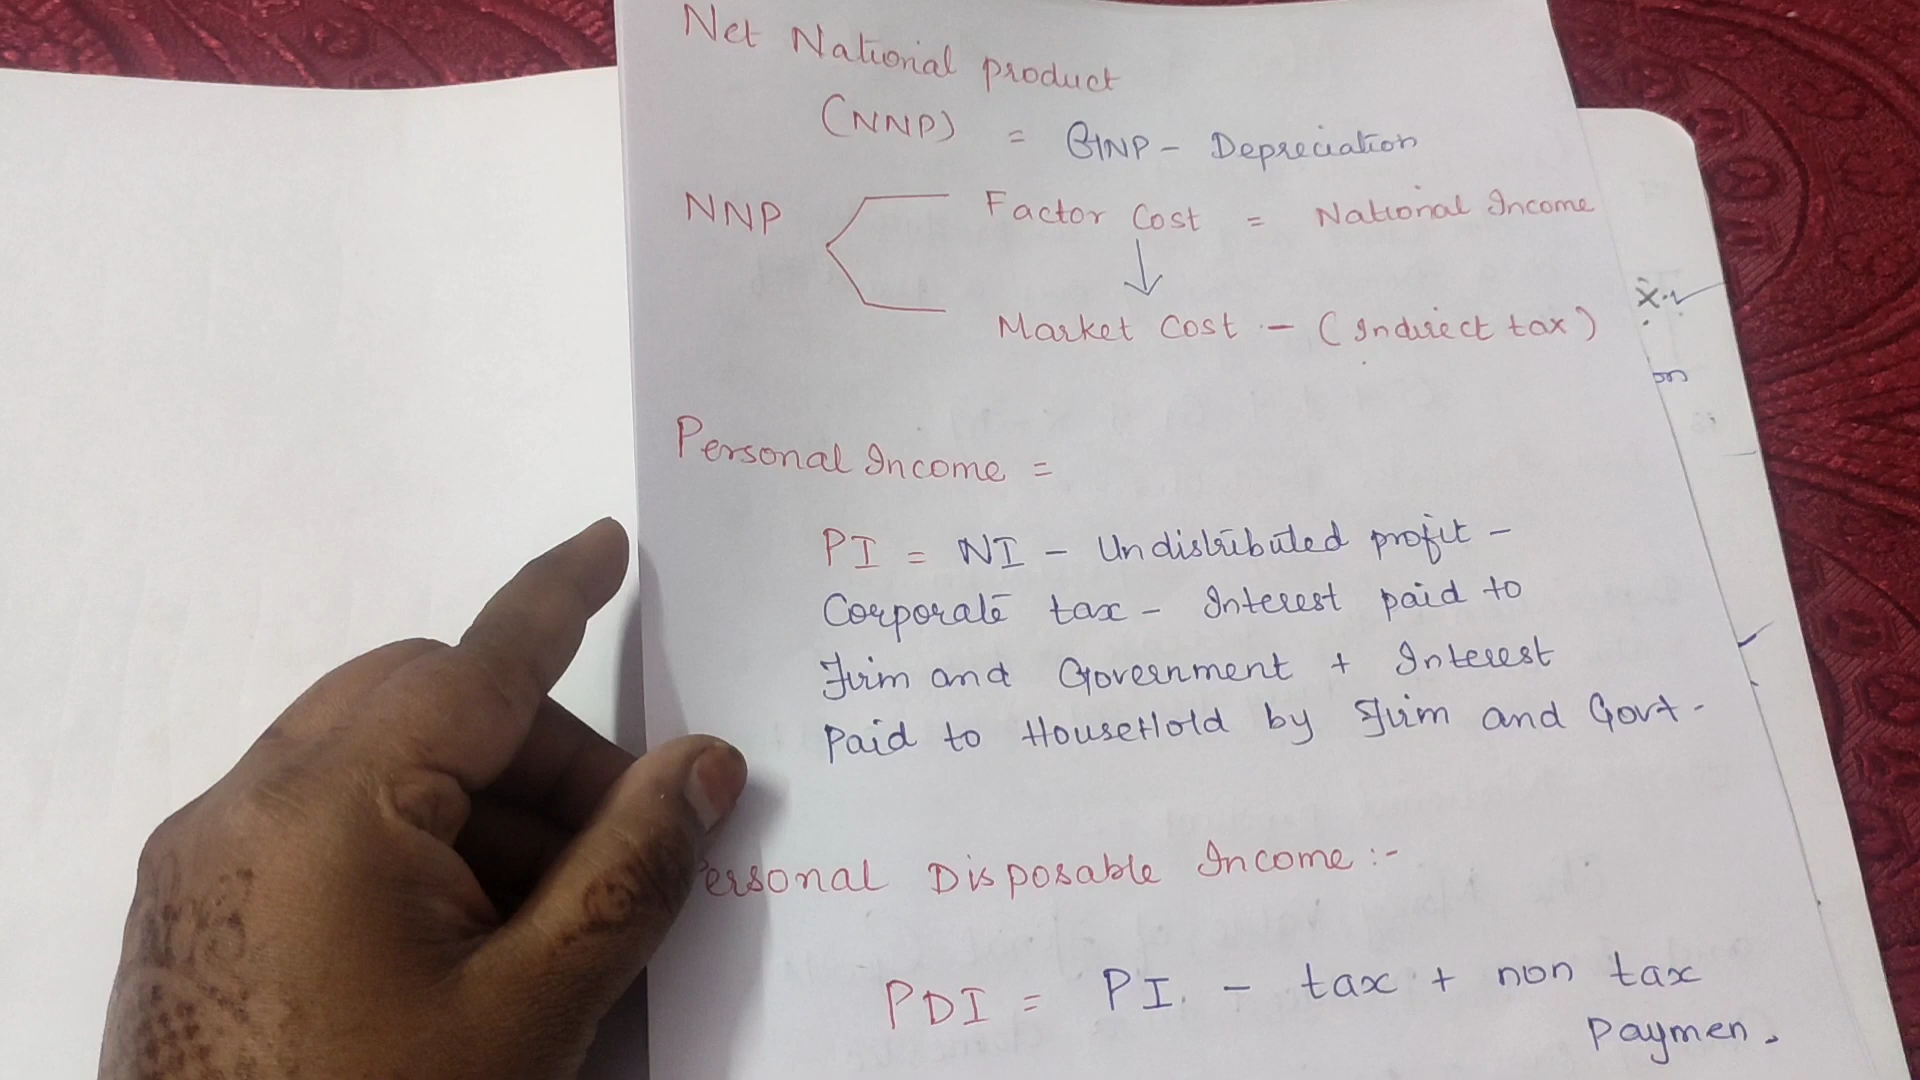 Net National product
(NNP) = GNP - Depreciation
NNP Factor Cost = National Income
Market Cost - (Indirect tax)
Personal Income =
PI = NI - Undistributed profit -
Corporate tax - Interest paid to
Firm and Government + Interest
Paid to HouseHold by Firm and Govt.
ersonal Disposable Income :-
PDI = PI. - tax + non tax
Paymen.